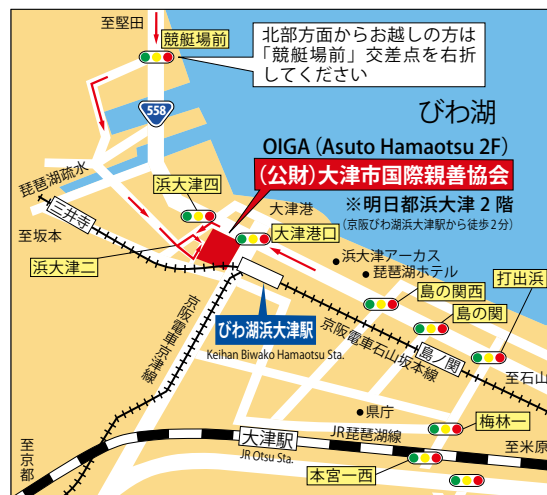 至堅田
競艇場前
北部方面からお越しの方は
「競艇場前」交差点を右折
してください
558
びわ湖
OIGA (Asuto Hamaotsu 2F)
(公財)大津市国際親善協会
※明日都浜大津2階
(京阪びわ湖浜大津駅から徒歩2分)
琵琶湖疏水
浜大津四
大津港
三井寺
大津港口
至坂本
浜大津二
浜大津アーカス
琵琶湖ホテル
打出浜
島の関西
島の関
びわ湖浜大津駅
Keihan Biwako Hamaotsu Sta.
京阪電車京津線
京阪電車石山坂本線
島ノ関
至石山
県庁
梅林一
大津駅
JR Otsu Sta.
JR琵琶湖線
至米原
至京都
本宮一西